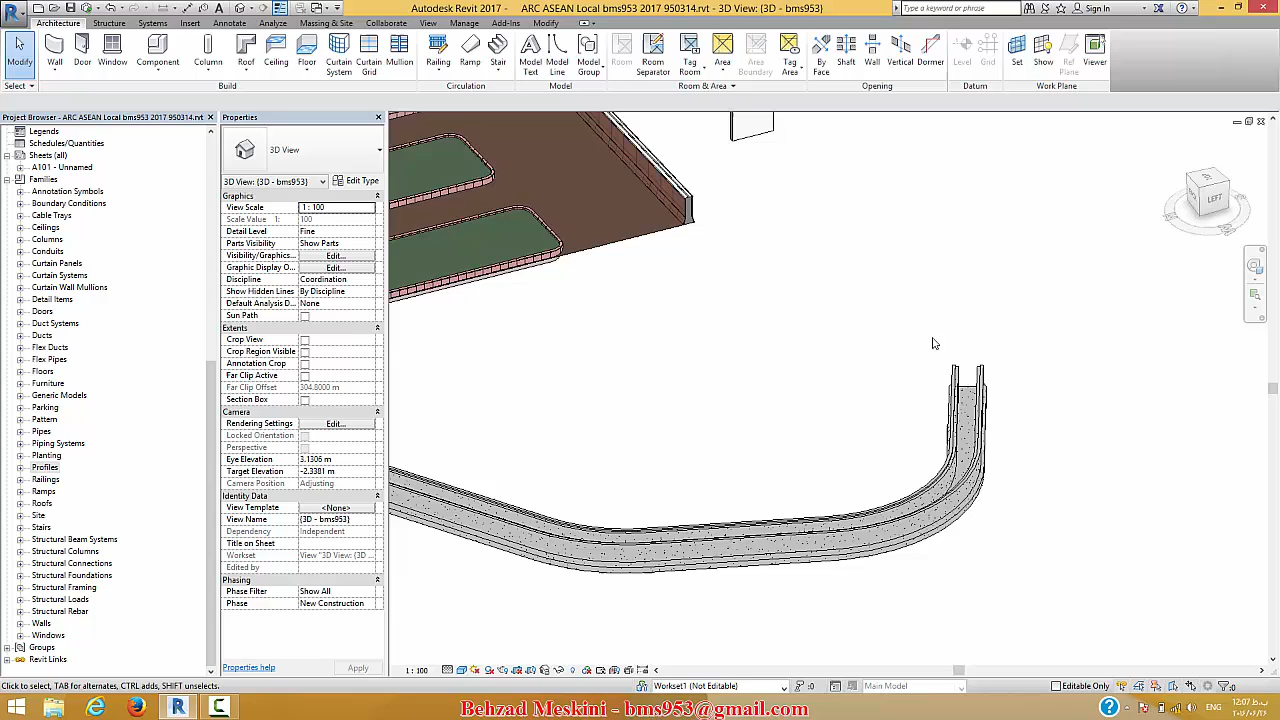 Autodesk Revit 2017 - ARC ASEAN Local bms953 2017 950314.rvt - 3D View: {3D - bms953}
Type a keyword or phrase
Sign In
Architecture Structure Systems Insert Annotate Analyze Massing & Site Collaborate View Manage Add-Ins Modify
Modify Wall Door Window Component Column Roof Ceiling Floor Curtain System Curtain Grid Mullion Railing Ramp Stair Model Text Model Line Model Group Room Room Separator Tag Room Area Area Boundary Tag Area By Face Shaft Wall Vertical Dormer Level Grid Set Show Ref Plane Viewer
Select Build Circulation Model Room & Area Opening Datum Work Plane
Project Browser - ARC ASEAN Local bms953 2017 950314.rvt
Legends
Schedules/Quantities
Sheets (all)
A101 - Unnamed
Families
Annotation Symbols
Boundary Conditions
Cable Trays
Ceilings
Columns
Conduits
Curtain Panels
Curtain Systems
Curtain Wall Mullions
Detail Items
Doors
Duct Systems
Ducts
Flex Ducts
Flex Pipes
Floors
Furniture
Generic Models
Parking
Pattern
Pipes
Piping Systems
Planting
Profiles
Railings
Ramps
Roofs
Site
Stairs
Structural Beam Systems
Structural Columns
Structural Connections
Structural Foundations
Structural Framing
Structural Loads
Structural Rebar
Walls
Windows
Groups
Revit Links
Properties
3D View
3D View: {3D - bms953} Edit Type
Graphics
View Scale 1 : 100
Scale Value 1: 100
Detail Level Fine
Parts Visibility Show Parts
Visibility/Graphics... Edit...
Graphic Display O... Edit...
Discipline Coordination
Show Hidden Lines By Discipline
Default Analysis D... None
Sun Path
Extents
Crop View
Crop Region Visible
Annotation Crop
Far Clip Active
Far Clip Offset 304.8000 m
Section Box
Camera
Rendering Settings Edit...
Locked Orientation
Perspective
Eye Elevation 3.1306 m
Target Elevation -2.3381 m
Camera Position Adjusting
Identity Data
View Template <None>
View Name {3D - bms953}
Dependency Independent
Title on Sheet
Workset View "3D View: {3D ...
Edited by
Phasing
Phase Filter Show All
Phase New Construction
Properties help Apply
LEFT
1 : 100
Click to select, TAB for alternates, CTRL adds, SHIFT unselects.
Workset1 (Not Editable)
:0
Main Model
Editable Only
:0
Behzad Meskini - bms953@gmail.com
ENG
12:07 ب.ظ